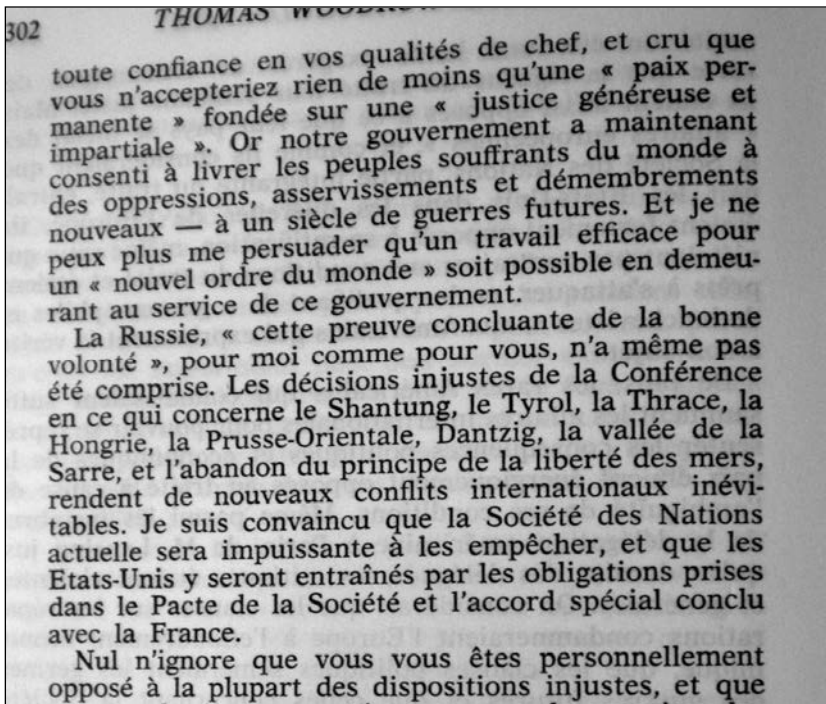 302
THOMAS
toute confiance en vos qualités de chef, et cru que
vous n'accepteriez rien de moins qu'une « paix per-
manente » fondée sur une « justice généreuse et
impartiale ». Or notre gouvernement a maintenant
consenti à livrer les peuples souffrants du monde à
des oppressions, asservissements et démembrements
nouveaux — à un siècle de guerres futures. Et je ne
peux plus me persuader qu'un travail efficace pour
un « nouvel ordre du monde » soit possible en demeu-
rant au service de ce gouvernement.
La Russie, « cette preuve concluante de la bonne
volonté », pour moi comme pour vous, n'a même pas
été comprise. Les décisions injustes de la Conférence
en ce qui concerne le Shantung, le Tyrol, la Thrace, la
Hongrie, la Prusse-Orientale, Dantzig, la vallée de la
Sarre, et l'abandon du principe de la liberté des mers,
rendent de nouveaux conflits internationaux inévi-
tables. Je suis convaincu que la Société des Nations
actuelle sera impuissante à les empêcher, et que les
Etats-Unis y seront entraînés par les obligations prises
dans le Pacte de la Société et l'accord spécial conclu
avec la France.
Nul n'ignore que vous vous êtes personnellement
opposé à la plupart des dispositions injustes, et que